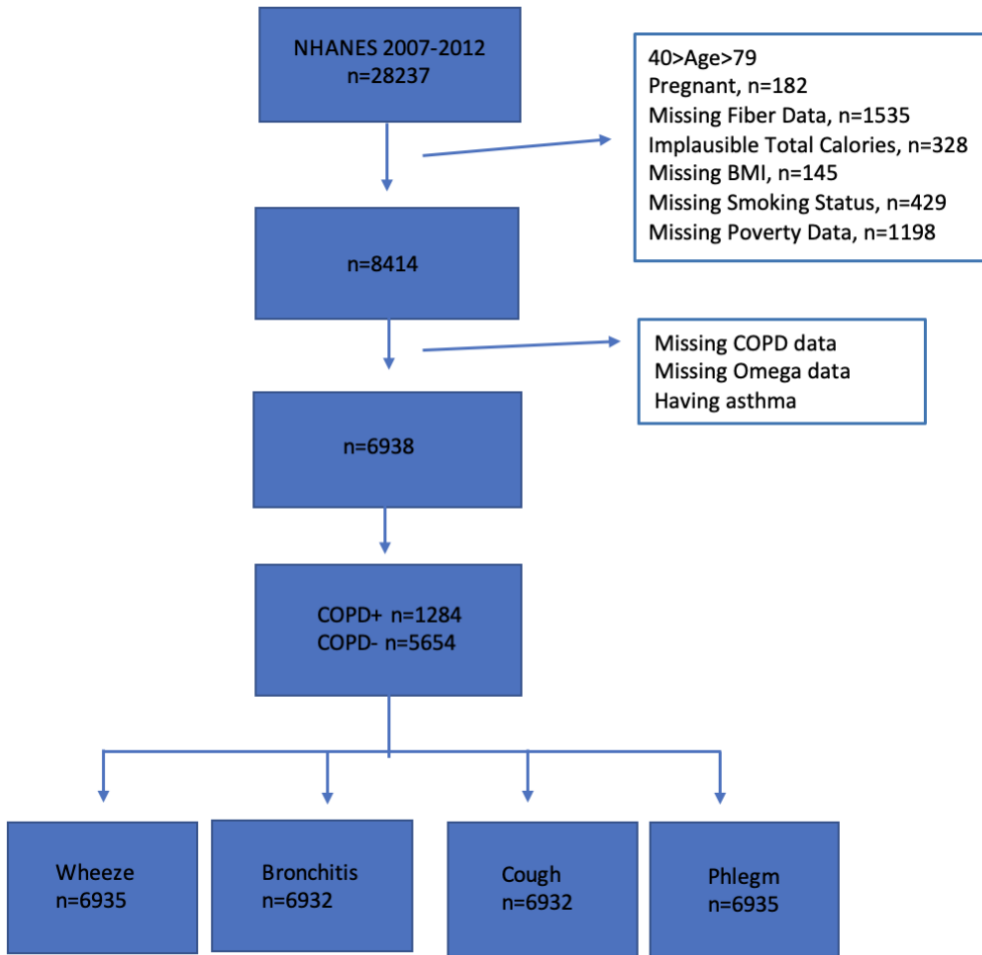 NHANES 2007-2012
n=28237
40>Age>79
Pregnant, n=182
Missing Fiber Data, n=1535
Implausible Total Calories, n=328
Missing BMI, n=145
Missing Smoking Status, n=429
Missing Poverty Data, n=1198
n=8414
Missing COPD data
Missing Omega data
Having asthma
n=6938
COPD+ n=1284
COPD- n=5654
Wheeze
n=6935
Bronchitis
n=6932
Cough
n=6932
Phlegm
n=6935